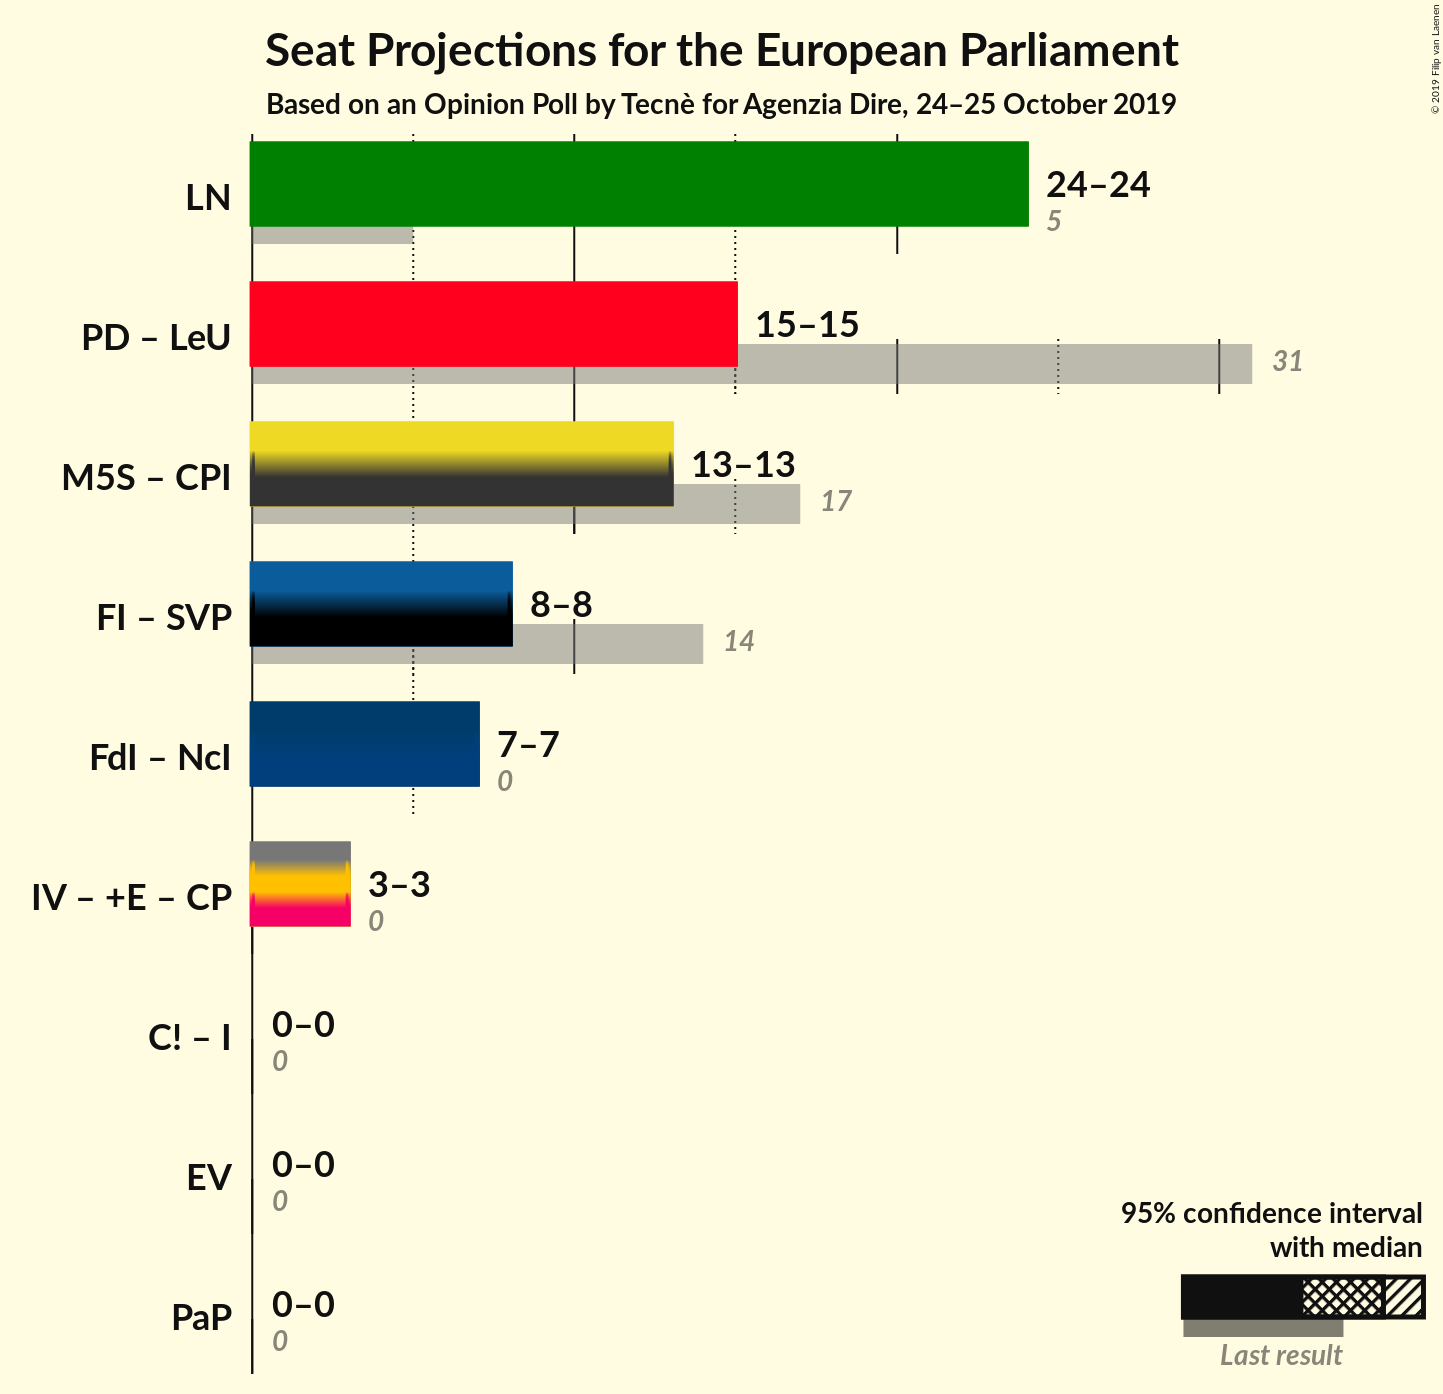 Seat Projections for the European Parliament
Based on an Opinion Poll by Tecnè for Agenzia Dire, 24–25 October 2019
© 2019 Filip van Laenen
LN
24–24
5
PD – LeU
15–15
31
M5S – CPI
13–13
17
FI – SVP
8–8
14
FdI – NcI
7–7
0
IV – +E – CP
3–3
0
C! – I
0–0
0
EV
0–0
0
PaP
0–0
0
95% confidence interval
with median
Last result